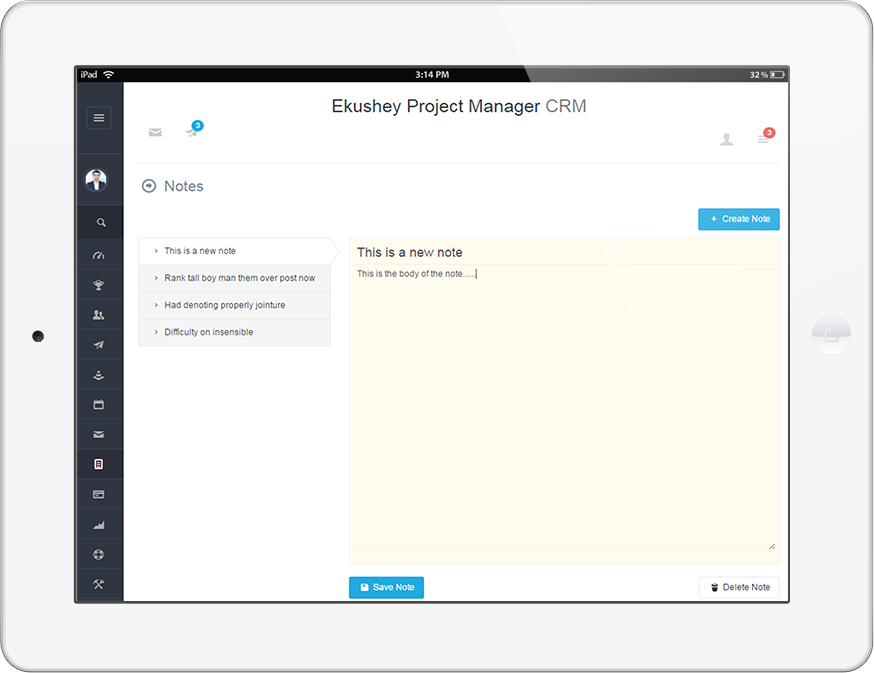 iPad 3:14 PM 32%
Ekushey Project Manager CRM
3
3
Notes
+ Create Note
This is a new note
Rank tall boy man them over post now
Had denoting properly jointure
Difficulty on insensible
This is a new note
This is the body of the note.....
Save Note
Delete Note